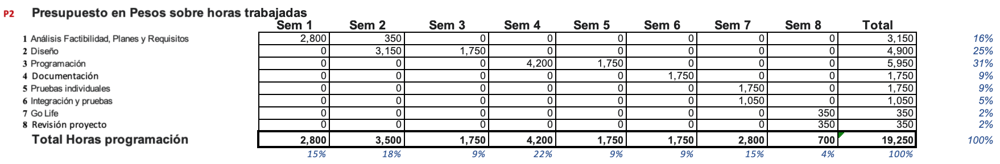 P2 Presupuesto en Pesos sobre horas trabajadas
Sem 1 Sem 2 Sem 3 Sem 4 Sem 5 Sem 6 Sem 7 Sem 8 Total
1 Análisis Factibilidad, Planes y Requisitos 2,800 350 0 0 0 0 0 0 3,150 16%
2 Diseño 0 3,150 1,750 0 0 0 0 0 4,900 25%
3 Programación 0 0 0 4,200 1,750 0 0 0 5,950 31%
4 Documentación 0 0 0 0 0 1,750 0 0 1,750 9%
5 Pruebas individuales 0 0 0 0 0 0 1,750 0 1,750 9%
6 Integración y pruebas 0 0 0 0 0 0 1,050 0 1,050 5%
7 Go Life 0 0 0 0 0 0 0 350 350 2%
8 Revisión proyecto 0 0 0 0 0 0 0 350 350 2%
Total Horas programación 2,800 3,500 1,750 4,200 1,750 1,750 2,800 700 19,250 100%
15% 18% 9% 22% 9% 9% 15% 4% 100%